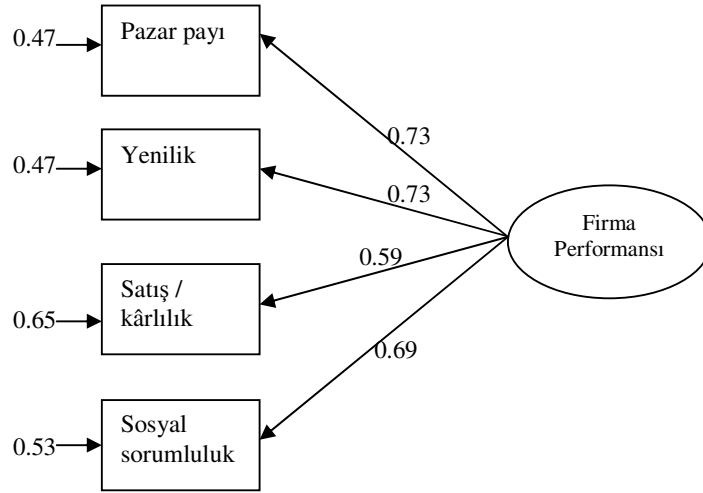 0.47
Pazar payı
0.73
0.47
Yenilik
0.73
Firma
Performansı
0.59
Satış /
kârlılık
0.65
0.69
Sosyal
sorumluluk
0.53